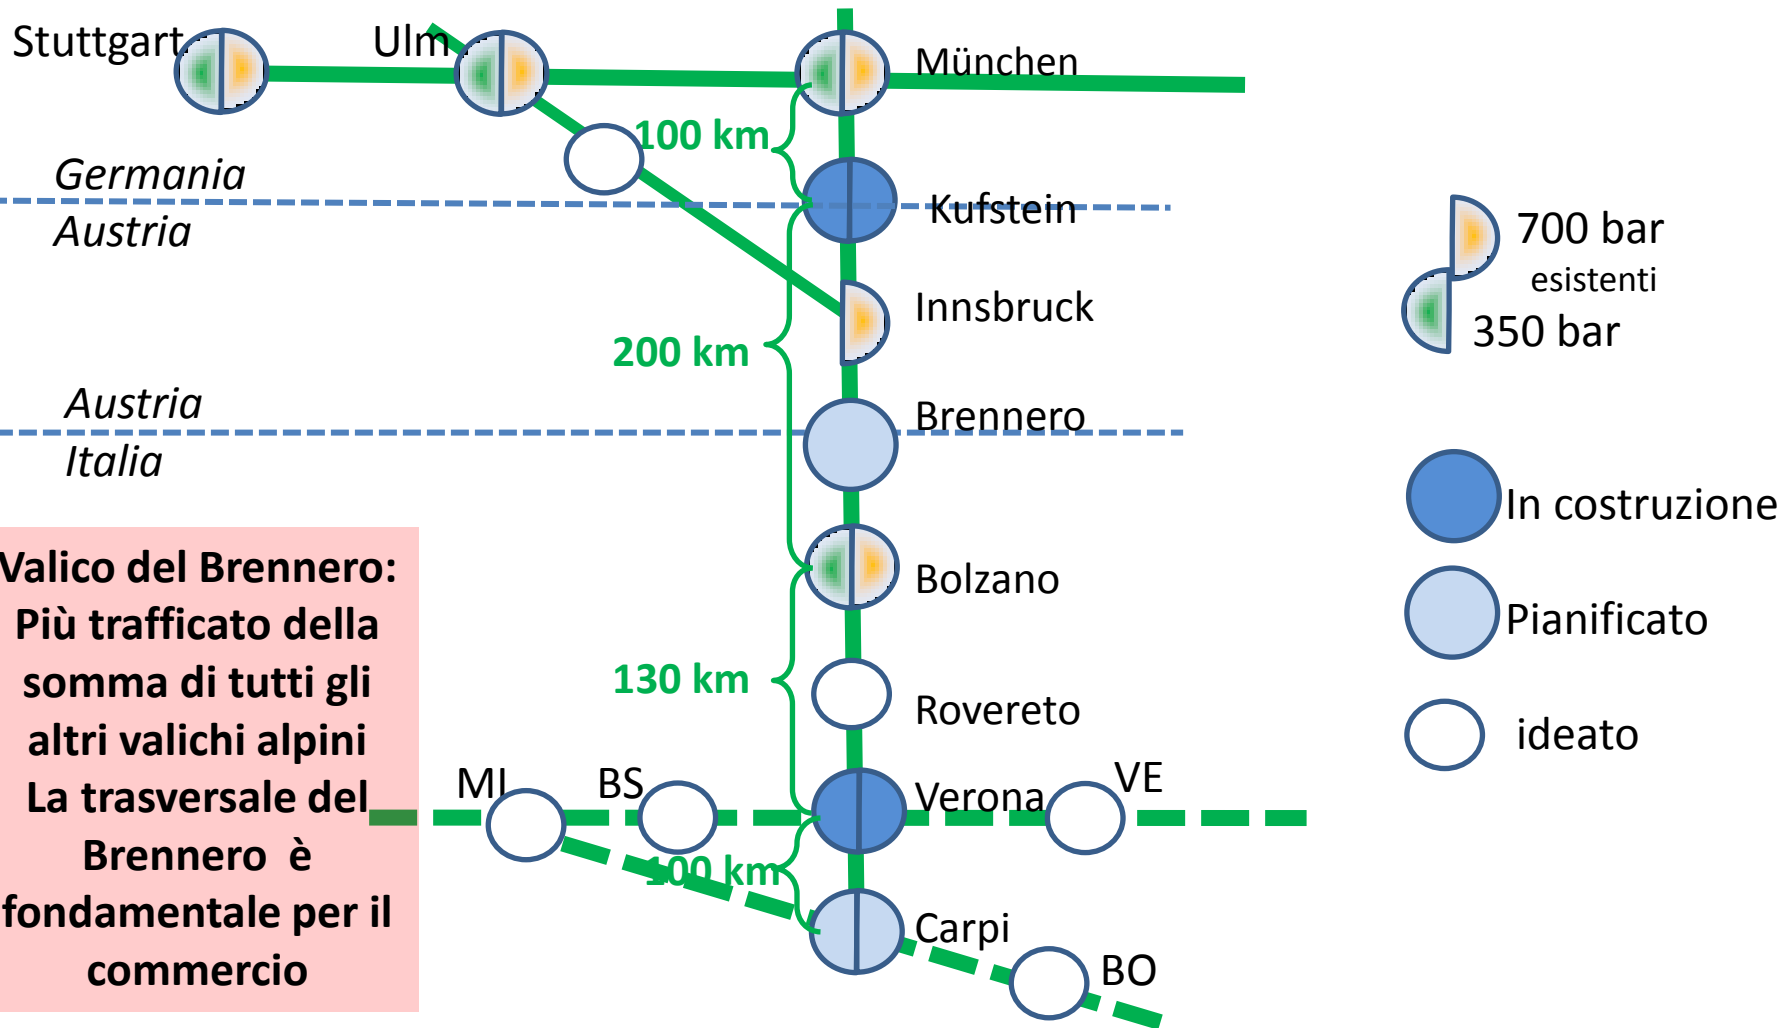 Stuttgart
Ulm
München
100 km
Germania
Austria
Kufstein
700 bar
esistenti
350 bar
Innsbruck
200 km
Austria
Italia
Brennero
In costruzione
Pianificato
ideato
Bolzano
Valico del Brennero:
Più trafficato della
somma di tutti gli
altri valichi alpini
La trasversale del
Brennero è
fondamentale per il
commercio
130 km
Rovereto
MI
BS
Verona
VE
100 km
Carpi
BO